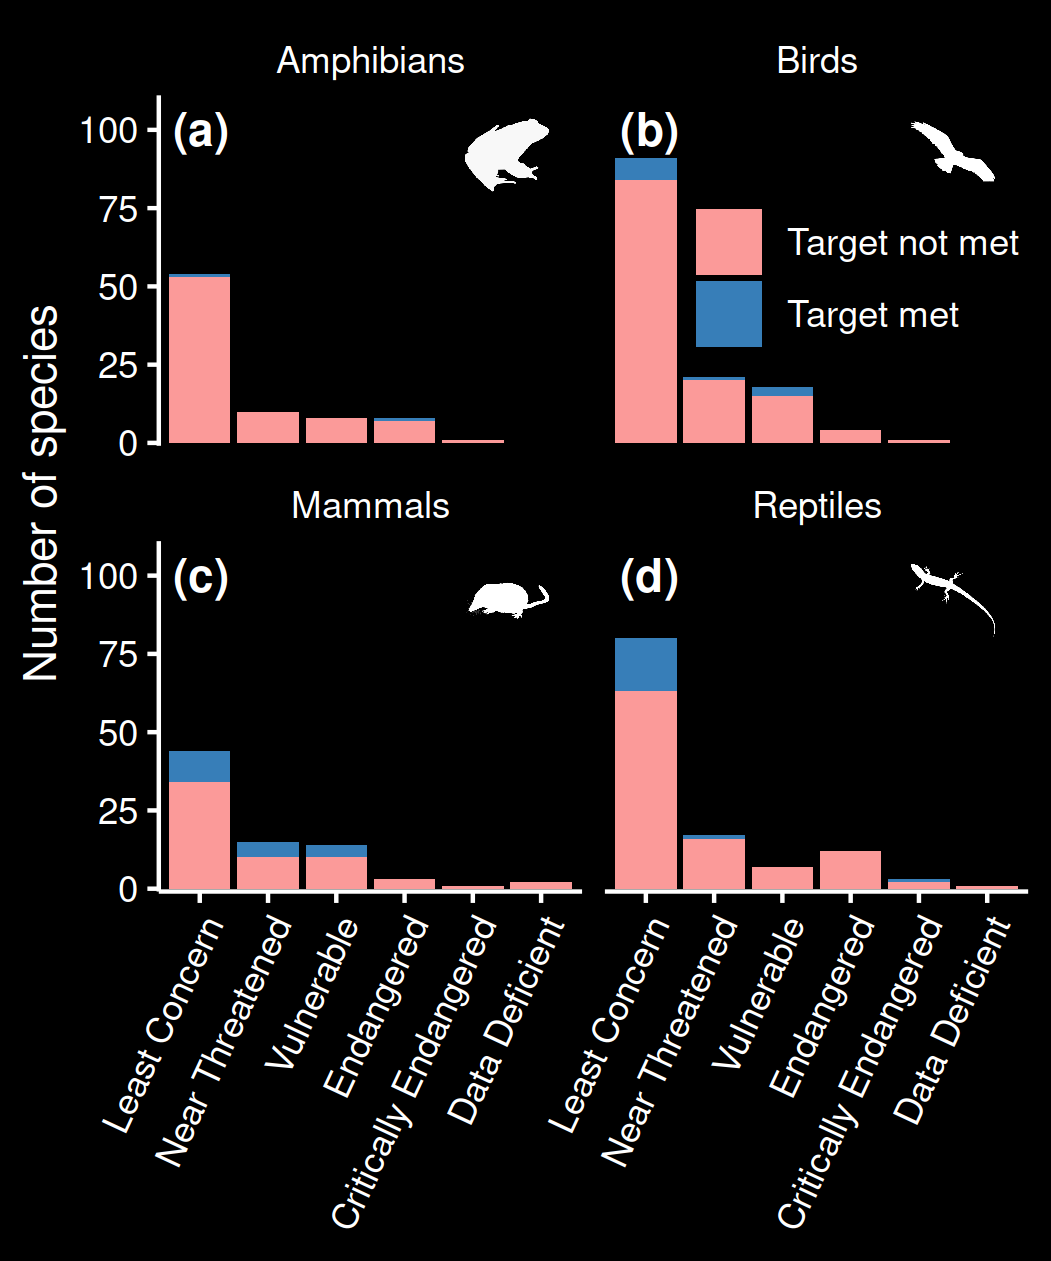 Amphibians
Birds
(a)
(b)
100
75
50
25
0
Target not met
Target met
Number of species
Mammals
Reptiles
(c)
(d)
100
75
50
25
0
Least Concern
Near Threatened
Vulnerable
Endangered
Critically Endangered
Data Deficient
Least Concern
Near Threatened
Vulnerable
Endangered
Critically Endangered
Data Deficient